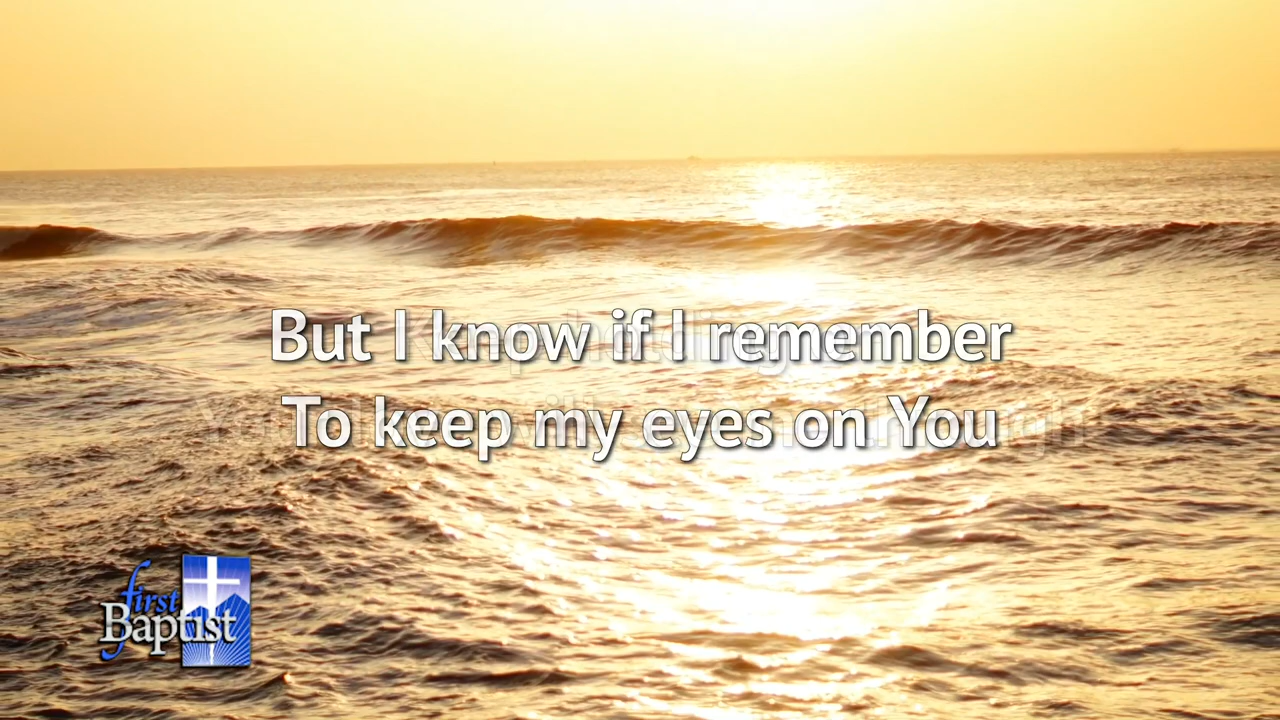 But I know if I remember
To keep my eyes on You
first
Baptist